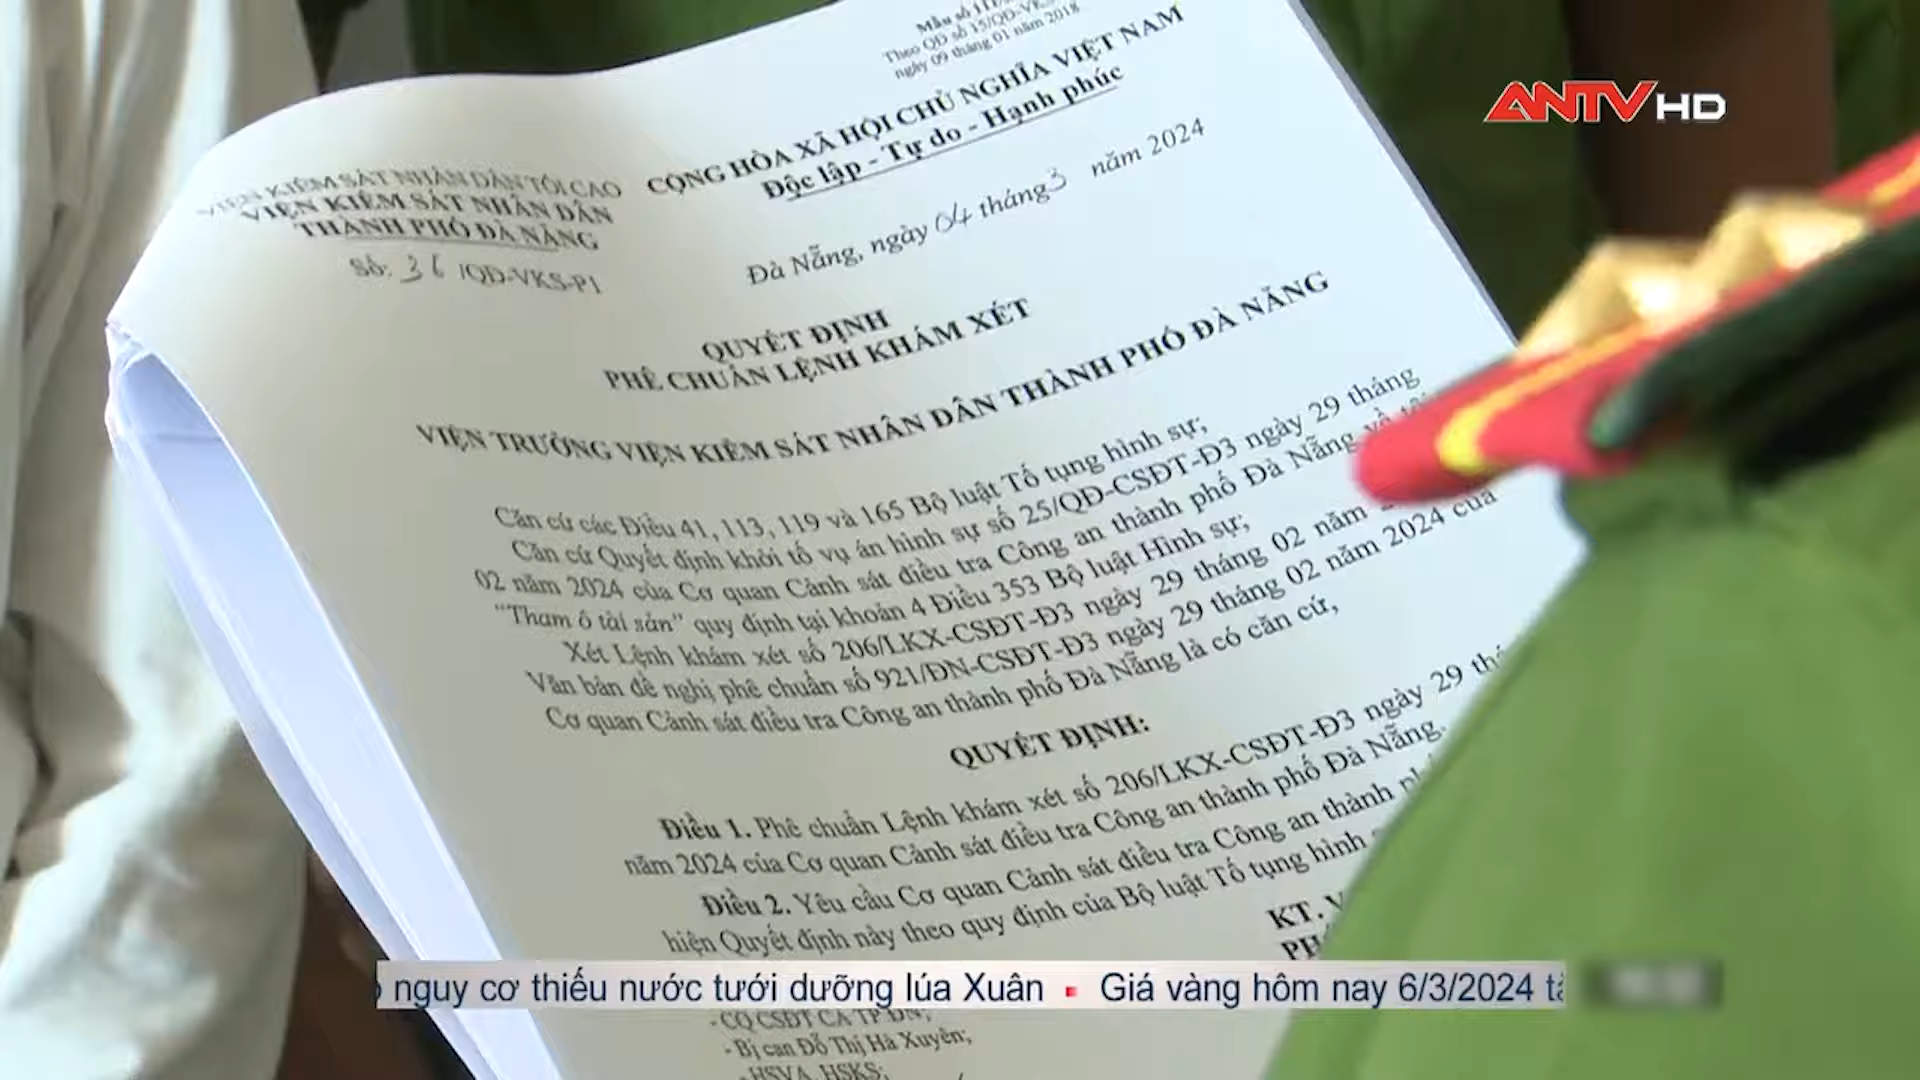 Mẫu số
Theo QĐ số 15/QĐ-VKS
ngày 09 tháng 01 năm 2018
ANTV HD
VIỆN KIỂM SÁT NHÂN DÂN TỐI CAO
VIỆN KIỂM SÁT NHÂN DÂN
THÀNH PHỐ ĐÀ NẴNG
Số: 36 /QĐ-VKS-P1
CỘNG HÒA XÃ HỘI CHỦ NGHĨA VIỆT NAM
Độc lập - Tự do - Hạnh phúc
Đà Nẵng, ngày 04 tháng 3 năm 2024
QUYẾT ĐỊNH
PHÊ CHUẨN LỆNH KHÁM XÉT
VIỆN TRƯỞNG VIỆN KIỂM SÁT NHÂN DÂN THÀNH PHỐ ĐÀ NẴNG
Căn cứ các Điều 41, 113, 119 và 165 Bộ luật Tố tụng hình sự;
Căn cứ Quyết định khởi tố vụ án hình sự số 25/QĐ-CSĐT-Đ3 ngày 29 tháng
02 năm 2024 của Cơ quan Cảnh sát điều tra Công an thành phố Đà Nẵng về tội
“Tham ô tài sản” quy định tại khoản 4 Điều 353 Bộ luật Hình sự;
Xét Lệnh khám xét số 206/LKX-CSĐT-Đ3 ngày 29 tháng 02 năm
Văn bản đề nghị phê chuẩn số 921/ĐN-CSĐT-Đ3 ngày 29 tháng 02 năm 2024 của
Cơ quan Cảnh sát điều tra Công an thành phố Đà Nẵng là có căn cứ,
QUYẾT ĐỊNH:
Điều 1. Phê chuẩn Lệnh khám xét số 206/LKX-CSĐT-Đ3 ngày 29
năm 2024 của Cơ quan Cảnh sát điều tra Công an thành phố Đà Nẵng.
Điều 2. Yêu cầu Cơ quan Cảnh sát điều tra Công an thành
hiện Quyết định này theo quy định của Bộ luật Tố tụng hình
KT. V
PH
nguy cơ thiếu nước tưới dưỡng lúa Xuân ▪ Giá vàng hôm nay 6/3/2024
- CQ CSĐT CA TP ĐN;
- Bị can Đỗ Thị Hà Xuyên;
- HSVA, HSKS;